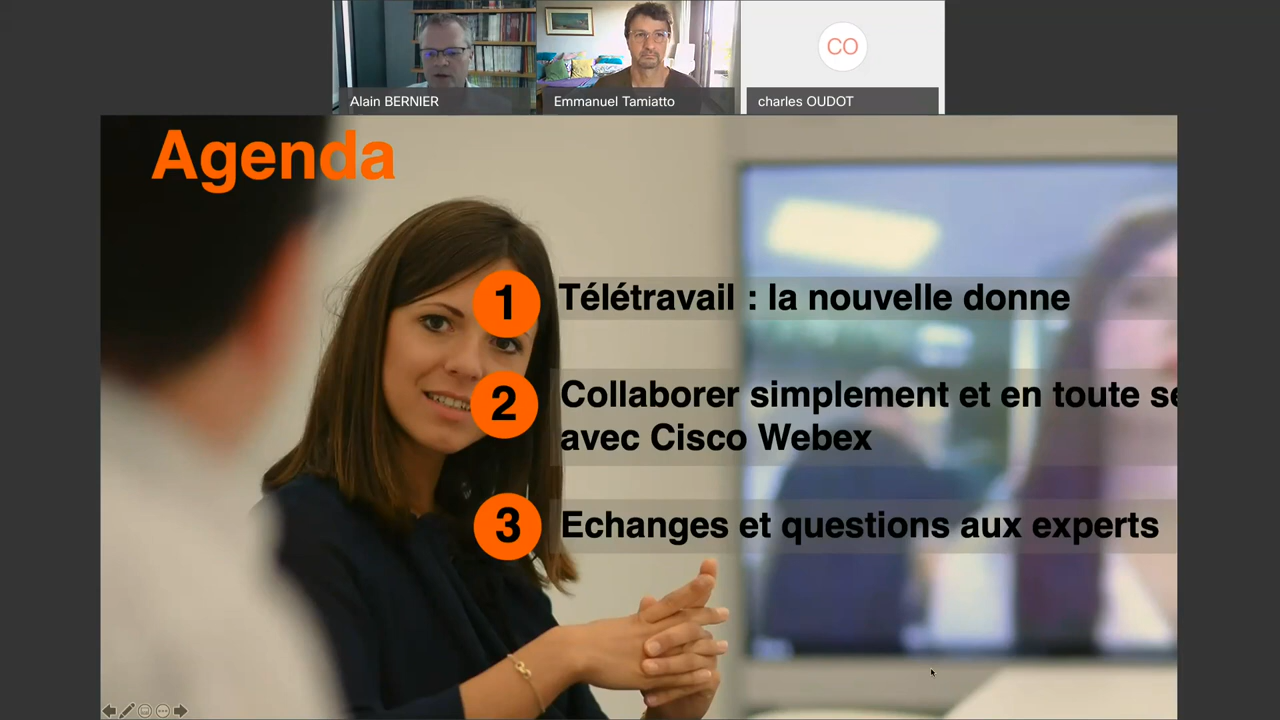 Alain BERNIER
Emmanuel Tamiatto
CO
charles OUDOT
Agenda
1 Télétravail : la nouvelle donne
2 Collaborer simplement et en toute
avec Cisco Webex
3 Echanges et questions aux experts